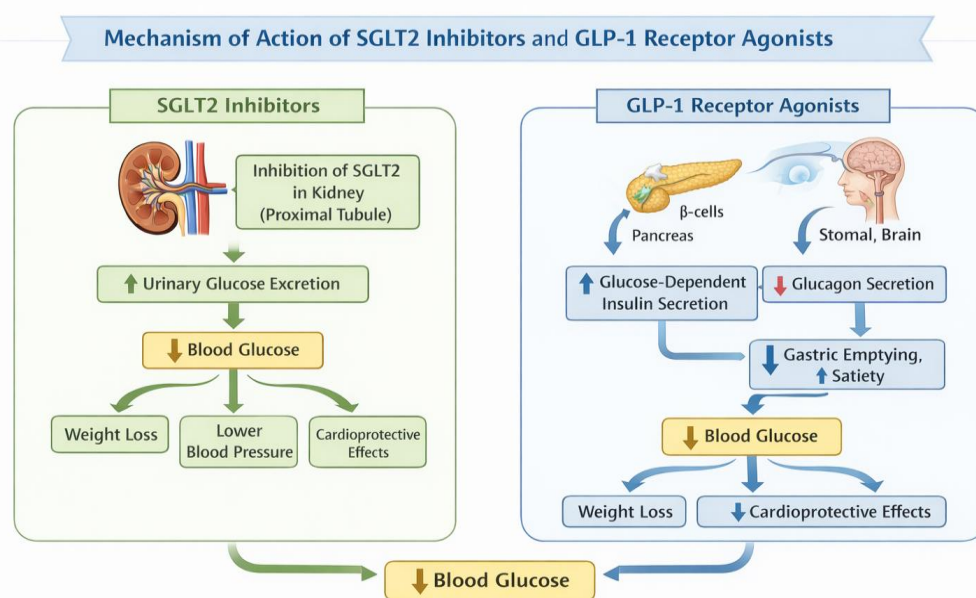 Mechanism of Action of SGLT2 Inhibitors and GLP-1 Receptor Agonists
SGLT2 Inhibitors
Inhibition of SGLT2
in Kidney
(Proximal Tubule)
↑ Urinary Glucose Excretion
↓ Blood Glucose
Weight Loss
Lower
Blood Pressure
Cardioprotective
Effects
GLP-1 Receptor Agonists
β-cells
Pancreas
Stomal, Brain
↑ Glucose-Dependent
Insulin Secretion
↓ Glucagon Secretion
↓ Gastric Emptying,
↑ Satiety
↓ Blood Glucose
Weight Loss
↓ Cardioprotective Effects
↓ Blood Glucose